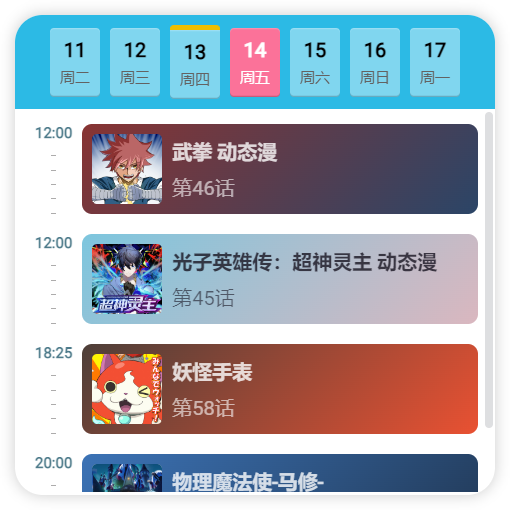 11 12 13 14 15 16 17
周二 周三 周四 周五 周六 周日 周一
12:00
武拳 动态漫
第46话
12:00
光子英雄传：超神灵主 动态漫
超神灵主
第45话
18:25
妖怪手表
第58话
みんなでウォッチ!
20:00
物理魔法使-马修-